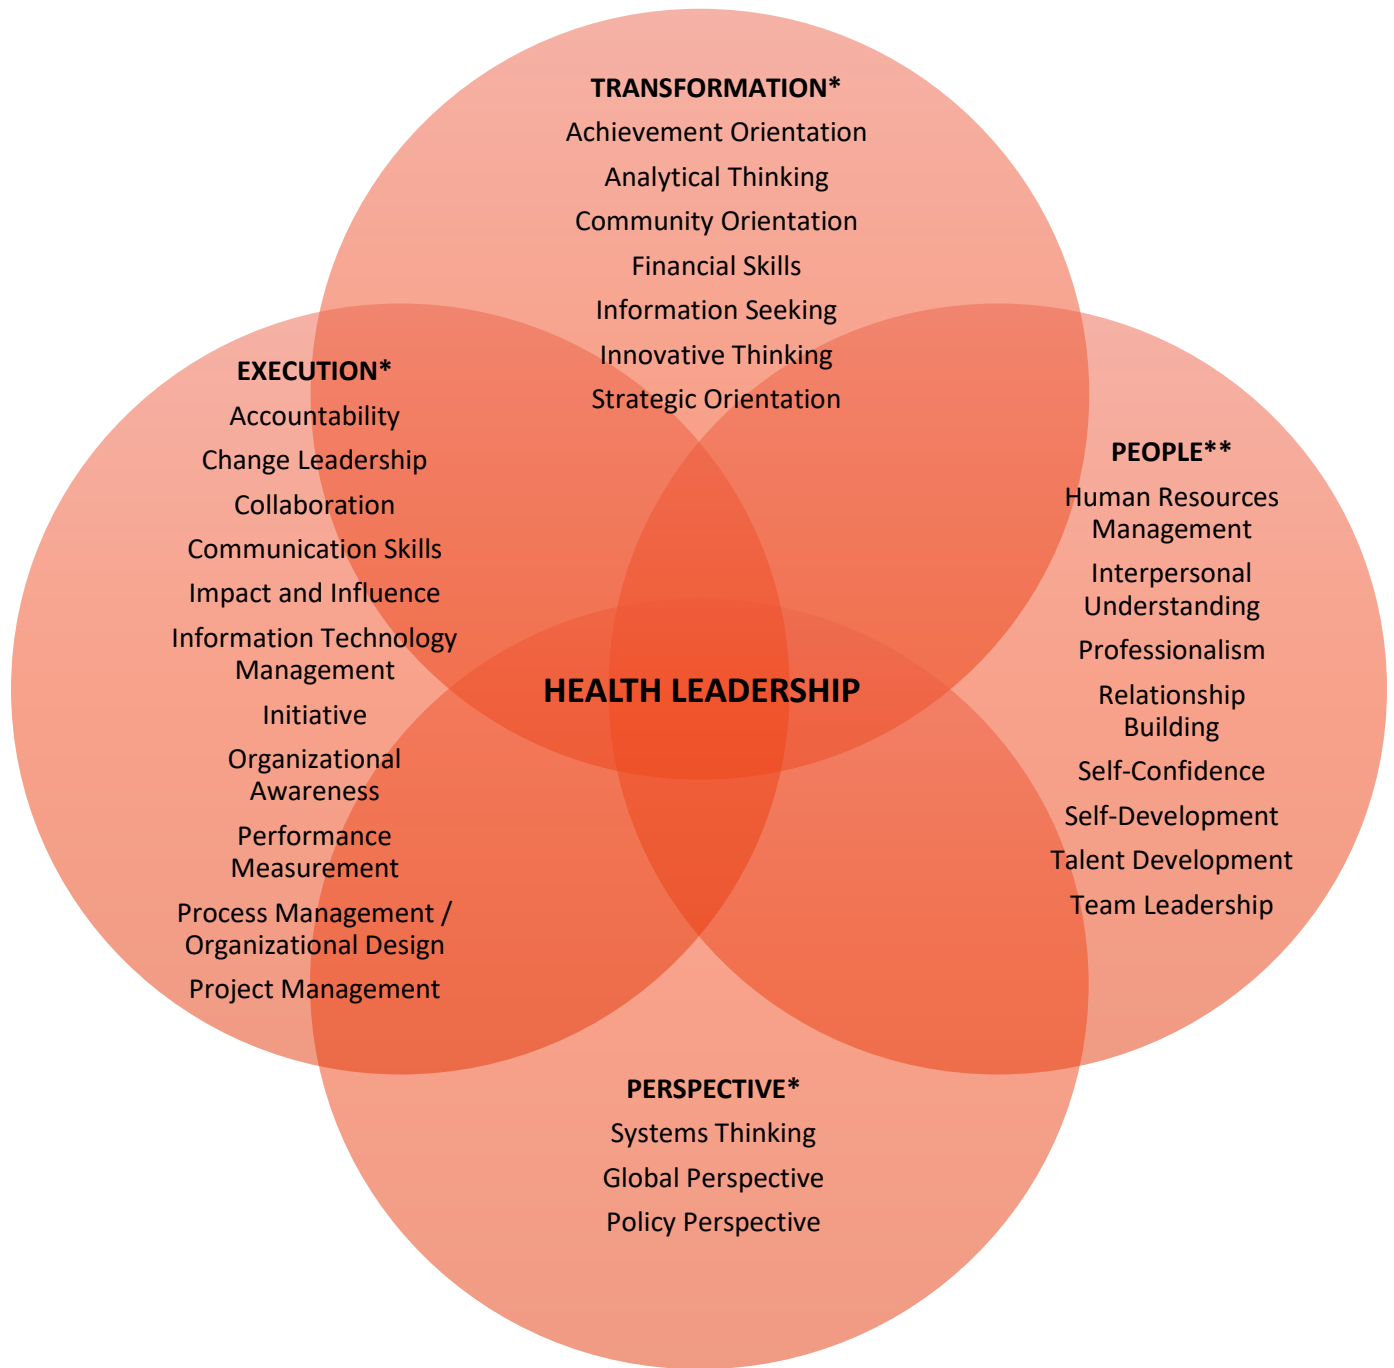 TRANSFORMATION*
Achievement Orientation
Analytical Thinking
Community Orientation
Financial Skills
Information Seeking
Innovative Thinking
Strategic Orientation
EXECUTION*
Accountability
Change Leadership
Collaboration
Communication Skills
Impact and Influence
Information Technology
Management
Initiative
Organizational
Awareness
Performance
Measurement
Process Management /
Organizational Design
Project Management
HEALTH LEADERSHIP
PEOPLE**
Human Resources
Management
Interpersonal
Understanding
Professionalism
Relationship
Building
Self-Confidence
Self-Development
Talent Development
Team Leadership
PERSPECTIVE*
Systems Thinking
Global Perspective
Policy Perspective